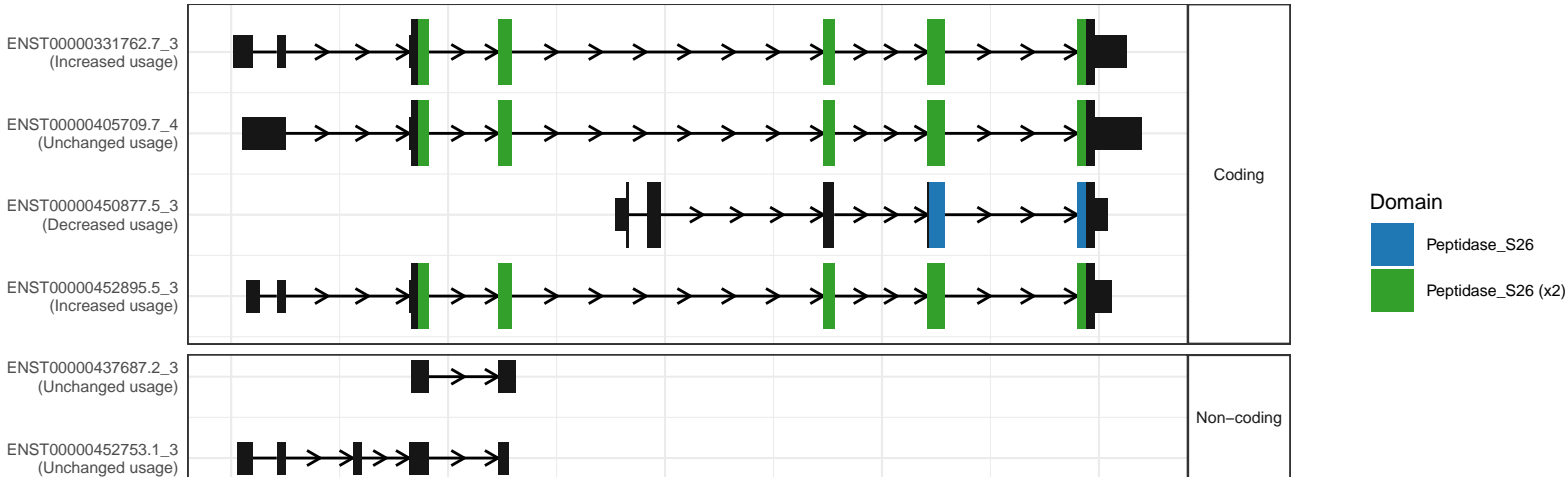 ENST00000331762.7_3
(Increased usage)
ENST00000405709.7_4
(Unchanged usage)
ENST00000450877.5_3
(Decreased usage)
ENST00000452895.5_3
(Increased usage)
Coding
ENST00000437687.2_3
(Unchanged usage)
ENST00000452753.1_3
(Unchanged usage)
Non−coding
Domain
Peptidase_S26
Peptidase_S26 (x2)